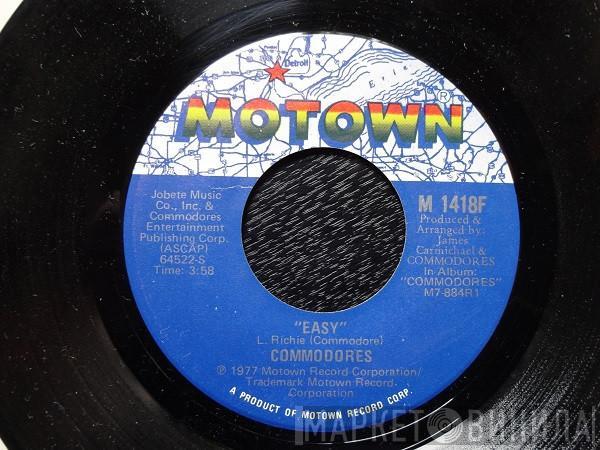 Detroit
Erie
MOTOWN®
Jobete Music
Co., Inc. &
Commodores
Entertainment
Publishing Corp.
(ASCAP)
64522-S
Time: 3:58
M 1418F
Produced &
Arranged by:
James
Carmichael &
COMMODORES
In Album:
"COMMODORES"
M7-884R1
"EASY"
L. Richie (Commodore)
COMMODORES
℗ 1977 Motown Record Corporation/
Trademark Motown Record
Corporation
A PRODUCT OF MOTOWN RECORD CORP.
МАРКЕТ ВИНИЛА